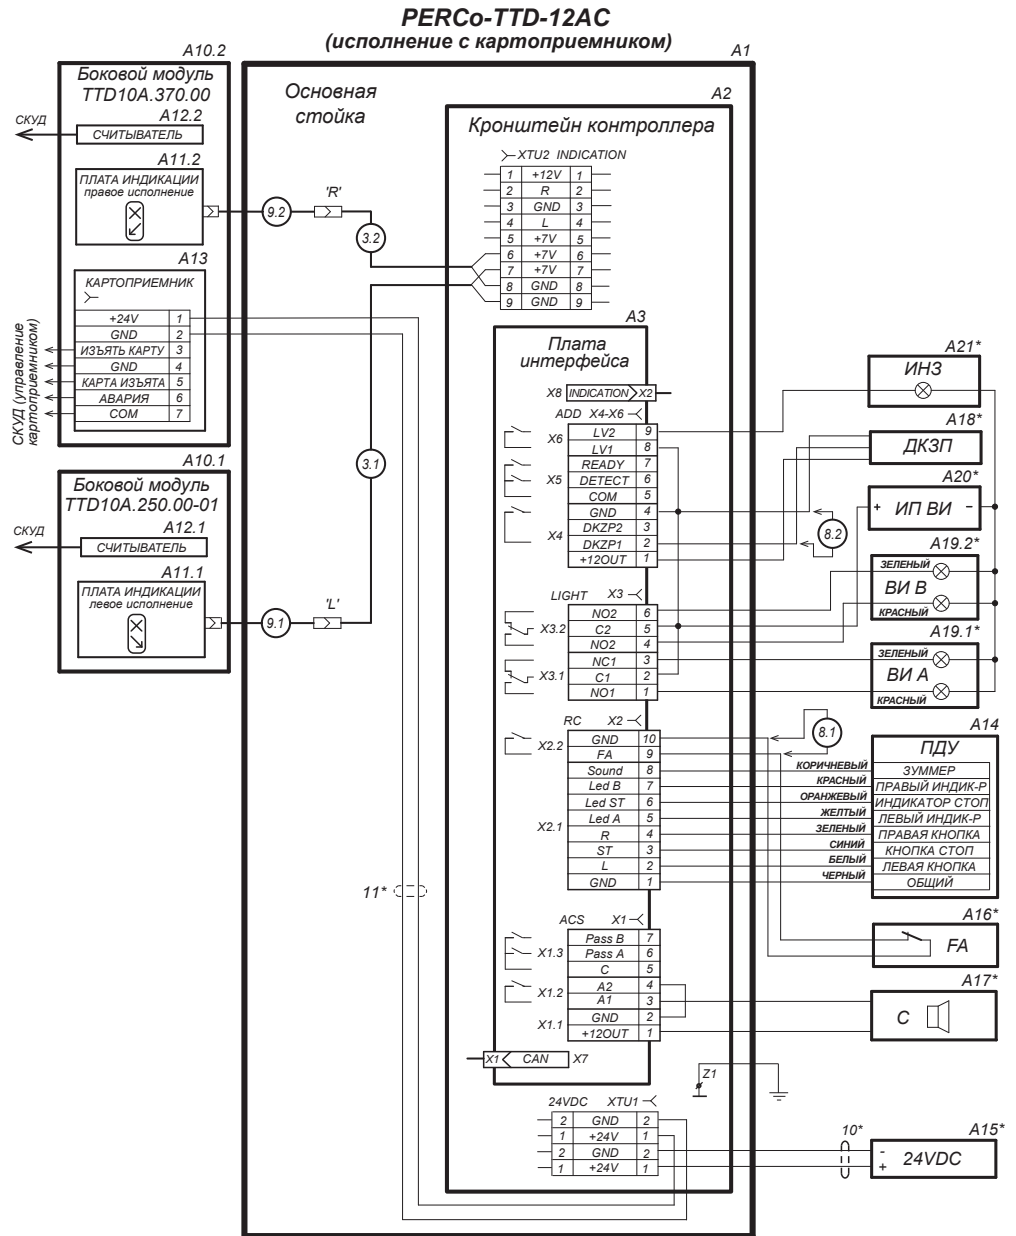 PERCo-TTD-12AC
(исполнение с картоприемником)
A10.2
Боковой модуль
TTD10A.370.00
A12.2
СКУД
СЧИТЫВАТЕЛЬ
A11.2
ПЛАТА ИНДИКАЦИИ
правое исполнение
A13
КАРТОПРИЕМНИК
+24V 1
GND 2
ИЗЪЯТЬ КАРТУ 3
GND 4
КАРТА ИЗЪЯТА 5
АВАРИЯ 6
COM 7
СКУД (управление
картоприемником)
A10.1
Боковой модуль
TTD10A.250.00-01
A12.1
СКУД
СЧИТЫВАТЕЛЬ
A11.1
ПЛАТА ИНДИКАЦИИ
левое исполнение
A1
Основная
стойка
9.2
'R'
3.2
3.1
9.1
'L'
11*
A2
Кронштейн контроллера
XTU2 INDICATION
1 +12V 1
2 R 2
3 GND 3
4 L 4
5 +7V 5
6 +7V 6
7 +7V 7
8 GND 8
9 GND 9
A3
Плата
интерфейса
X8 INDICATION X2
ADD X4-X6
X6
LV2 9
LV1 8
X5
READY 7
DETECT 6
COM 5
X4
GND 4
DKZP2 3
DKZP1 2
+12OUT 1
LIGHT X3
X3.2
NO2 6
C2 5
NO2 4
X3.1
NC1 3
C1 2
NO1 1
RC X2
X2.2
GND 10
FA 9
X2.1
Sound 8
Led B 7
Led ST 6
Led A 5
R 4
ST 3
L 2
GND 1
ACS X1
X1.3
Pass B 7
Pass A 6
C 5
X1.2
A2 4
A1 3
X1.1
GND 2
+12OUT 1
X1 CAN X7
Z1
24VDC XTU1
2 GND 2
1 +24V 1
2 GND 2
1 +24V 1
A21*
ИНЗ
A18*
ДКЗП
A20*
+ ИП ВИ -
8.2
A19.2*
ЗЕЛЕНЫЙ
ВИ В
КРАСНЫЙ
A19.1*
ЗЕЛЕНЫЙ
ВИ А
КРАСНЫЙ
8.1
A14
ПДУ
КОРИЧНЕВЫЙ ЗУММЕР
КРАСНЫЙ ПРАВЫЙ ИНДИК-Р
ОРАНЖЕВЫЙ ИНДИКАТОР СТОП
ЖЕЛТЫЙ ЛЕВЫЙ ИНДИК-Р
ЗЕЛЕНЫЙ ПРАВАЯ КНОПКА
СИНИЙ КНОПКА СТОП
БЕЛЫЙ ЛЕВАЯ КНОПКА
ЧЕРНЫЙ ОБЩИЙ
A16*
FA
A17*
C
10*
A15*
- 24VDC
+